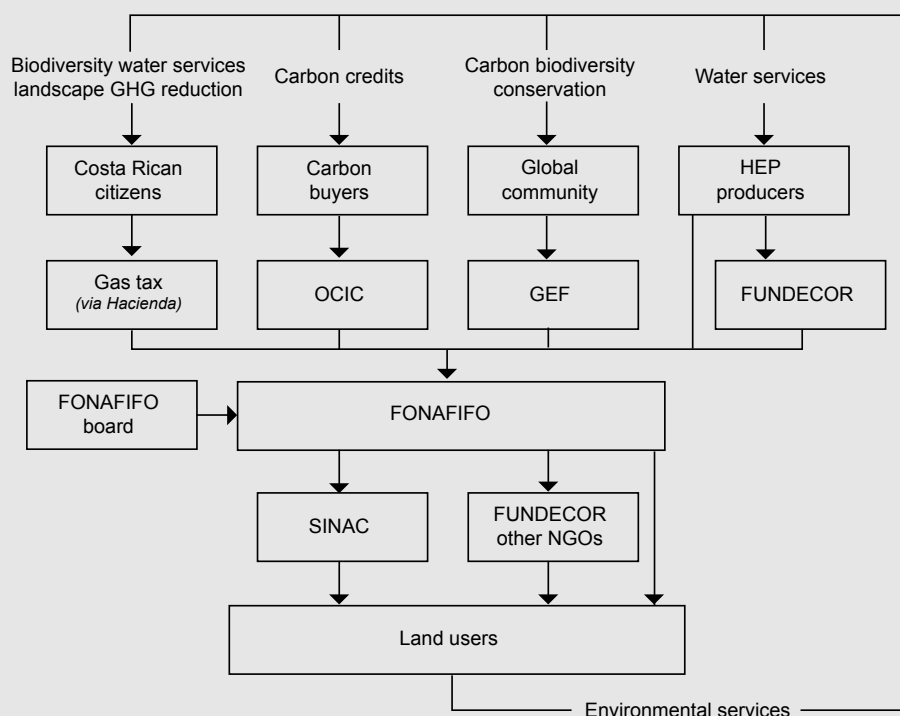 Biodiversity water services
landscape GHG reduction
Carbon credits
Carbon biodiversity
conservation
Water services
Costa Rican
citizens
Carbon
buyers
Global
community
HEP
producers
Gas tax
(via Hacienda)
OCIC
GEF
FUNDECOR
FONAFIFO
board
FONAFIFO
SINAC
FUNDECOR
other NGOs
Land users
Environmental services